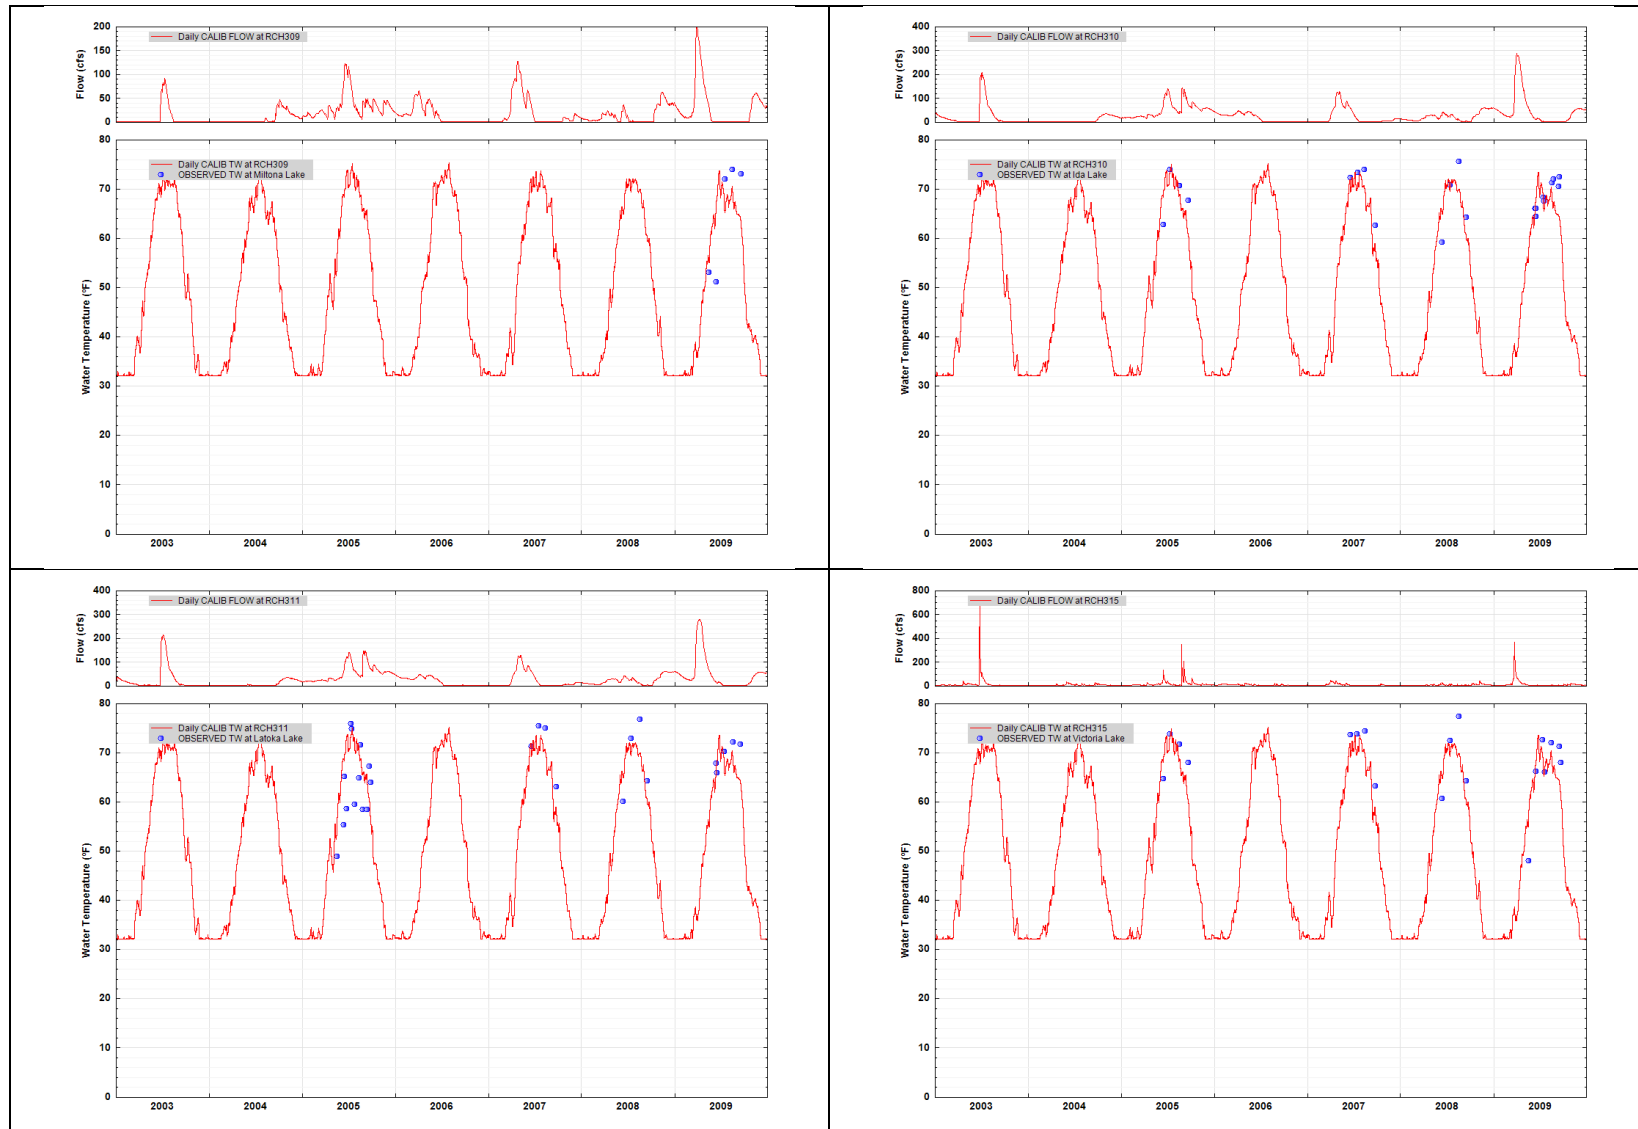 200
150
100
50
0
Flow (cfs)
Daily CALIB FLOW at RCH309
80
70
60
50
40
30
20
10
0
Water Temperature (°F)
Daily CALIB TW at RCH309
OBSERVED TW at Miltona Lake
2003 2004 2005 2006 2007 2008 2009
400
300
200
100
0
Flow (cfs)
Daily CALIB FLOW at RCH310
80
70
60
50
40
30
20
10
0
Water Temperature (°F)
Daily CALIB TW at RCH310
OBSERVED TW at Ida Lake
2003 2004 2005 2006 2007 2008 2009
400
300
200
100
0
Flow (cfs)
Daily CALIB FLOW at RCH311
80
70
60
50
40
30
20
10
0
Water Temperature (°F)
Daily CALIB TW at RCH311
OBSERVED TW at Latoka Lake
2003 2004 2005 2006 2007 2008 2009
800
600
400
200
0
Flow (cfs)
Daily CALIB FLOW at RCH315
80
70
60
50
40
30
20
10
0
Water Temperature (°F)
Daily CALIB TW at RCH315
OBSERVED TW at Victoria Lake
2003 2004 2005 2006 2007 2008 2009